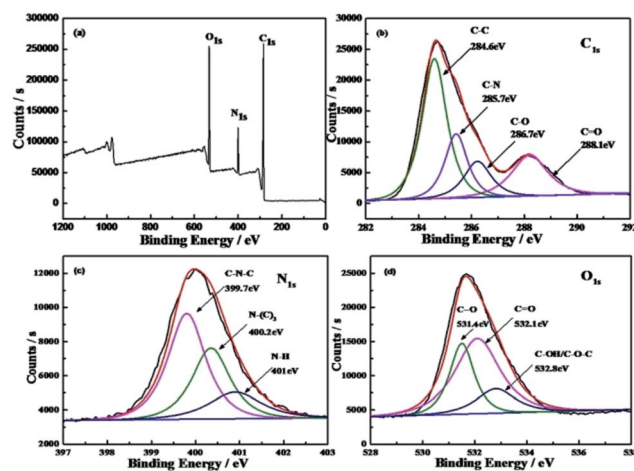 (a)
O1s
C1s
N1s
Counts / s
300000
250000
200000
150000
100000
50000
0
1200
1000
800
600
400
200
0
Binding Energy / eV
(b)
C1s
C-C
284.6eV
C-N
285.7eV
C-O
286.7eV
C=O
288.1eV
Counts / s
30000
25000
20000
15000
10000
5000
0
282
284
286
288
290
292
Binding Energy / eV
(c)
N1s
C-N-C
399.7eV
N-(C)3
400.2eV
N-H
401eV
Counts / s
12000
10000
8000
6000
4000
2000
397
398
399
400
401
402
403
Binding Energy / eV
(d)
O1s
C-O
531.4eV
C=O
532.1eV
C-OH/C-O-C
532.8eV
Counts / s
25000
20000
15000
10000
5000
0
528
530
532
534
536
538
Binding Energy / eV